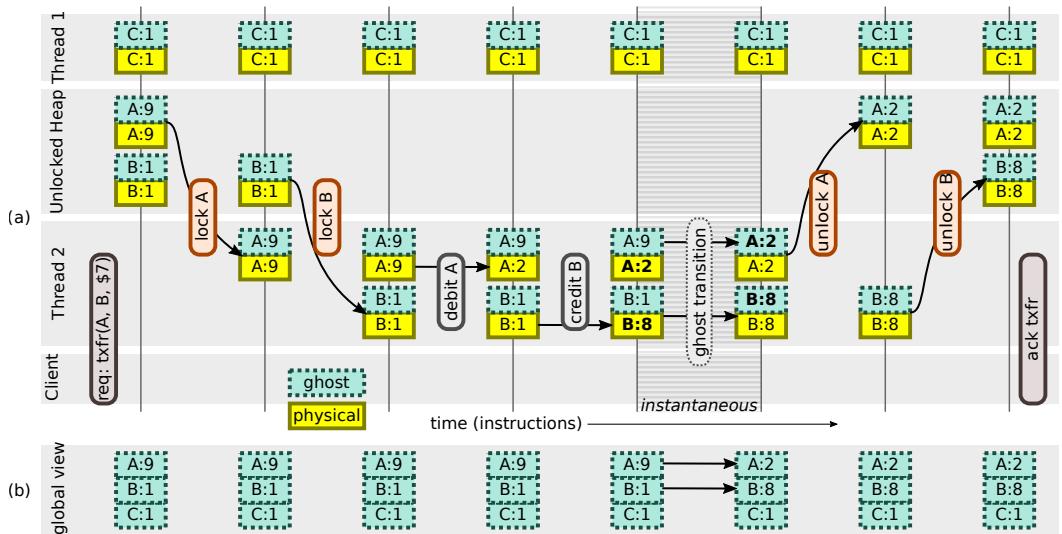 Thread 1
C:1 C:1 C:1 C:1 C:1 C:1 C:1 C:1
C:1 C:1 C:1 C:1 C:1 C:1 C:1 C:1
Unlocked Heap
A:9 A:2 A:2
A:9 A:2 A:2
B:1 B:1 B:8
B:1 B:1 B:8
lock A
lock B
unlock A
unlock B
(a)
Thread 2
A:9 A:9 A:9 A:9 A:2
A:9 A:9 A:2 A:2 A:2
B:1 B:1 B:1 B:8 B:8
B:1 B:1 B:8 B:8 B:8
debit A
credit B
ghost transition
req: txfr(A, B, $7)
ack txfr
Client
ghost
physical
instantaneous
time (instructions)
(b)
global view
A:9 A:9 A:9 A:9 A:9 A:2 A:2 A:2
B:1 B:1 B:1 B:1 B:1 B:8 B:8 B:8
C:1 C:1 C:1 C:1 C:1 C:1 C:1 C:1